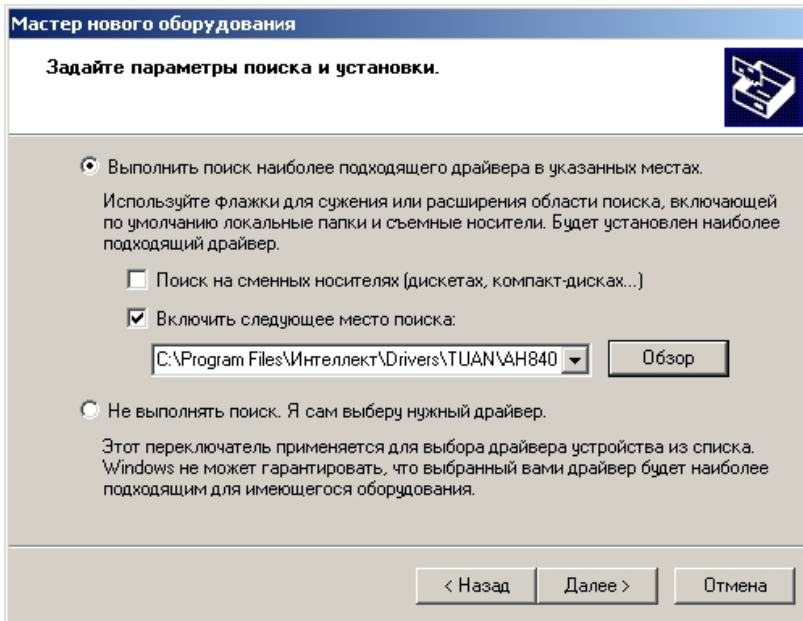 Мастер нового оборудования
Задайте параметры поиска и установки.
Выполнить поиск наиболее подходящего драйвера в указанных местах.
Используйте флажки для сужения или расширения области поиска, включающей
по умолчанию локальные папки и съемные носители. Будет установлен наиболее
подходящий драйвер.
Поиск на сменных носителях (дискетах, компакт-дисках...)
Включить следующее место поиска:
C:\Program Files\Интеллект\Drivers\TUAN\AH840
Обзор
Не выполнять поиск. Я сам выберу нужный драйвер.
Этот переключатель применяется для выбора драйвера устройства из списка.
Windows не может гарантировать, что выбранный вами драйвер будет наиболее
подходящим для имеющегося оборудования.
< Назад Далее > Отмена